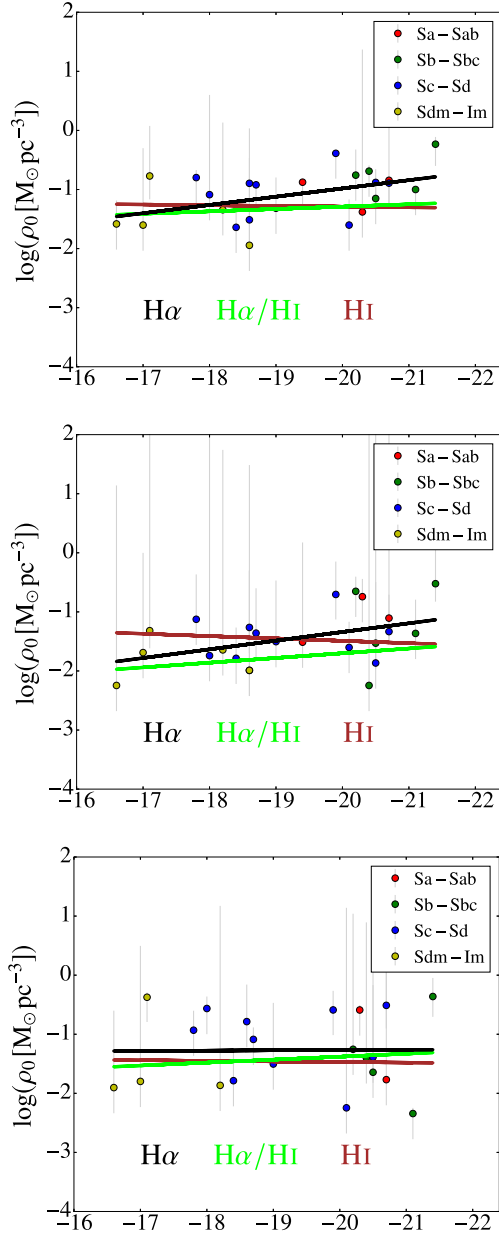 2
Sa−Sab
Sb−Sbc
1
Sc−Sd
Sdm−Im
0
log(ρ0[M⊙pc−3])
−1
−2
−3
Hα Hα/HI HI
−4
−16 −17 −18 −19 −20 −21 −22
2
Sa−Sab
Sb−Sbc
1
Sc−Sd
Sdm−Im
0
log(ρ0[M⊙pc−3])
−1
−2
−3
Hα Hα/HI HI
−4
−16 −17 −18 −19 −20 −21 −22
2
Sa−Sab
Sb−Sbc
1
Sc−Sd
Sdm−Im
0
log(ρ0[M⊙pc−3])
−1
−2
−3
Hα Hα/HI HI
−4
−16 −17 −18 −19 −20 −21 −22